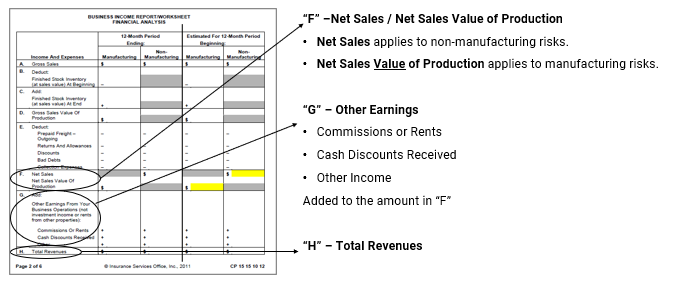 BUSINESS INCOME REPORT/WORKSHEET
FINANCIAL ANALYSIS
12-Month Period
Ending:
Estimated For 12-Month Period
Beginning:
Income And Expenses
Manufacturing
Non-
Manufacturing
Manufacturing
Non-
Manufacturing
A. Gross Sales $ $ $ $
B. Deduct:
Finished Stock Inventory
(at sales value) At Beginning – –
C. Add:
Finished Stock Inventory
(at sales value) At End + +
D. Gross Sales Value Of
Production $ $
E. Deduct:
Prepaid Freight –
Outgoing – – – –
Returns And Allowances – – – –
Discounts – – – –
Bad Debts – – – –
Collection Expenses – – – –
F. Net Sales $ $
Net Sales Value Of
Production $ $
G. Add:
Other Earnings From Your
Business Operations (not
investment income or rents
from other properties):
Commissions Or Rents + + + +
Cash Discounts Received + + + +
H. Total Revenues $ $ $ $
Page 2 of 6 © Insurance Services Office, Inc., 2011 CP 15 15 10 12
“F” –Net Sales / Net Sales Value of Production
• Net Sales applies to non-manufacturing risks.
• Net Sales Value of Production applies to manufacturing risks.
“G” – Other Earnings
• Commissions or Rents
• Cash Discounts Received
• Other Income
Added to the amount in “F”
“H” – Total Revenues